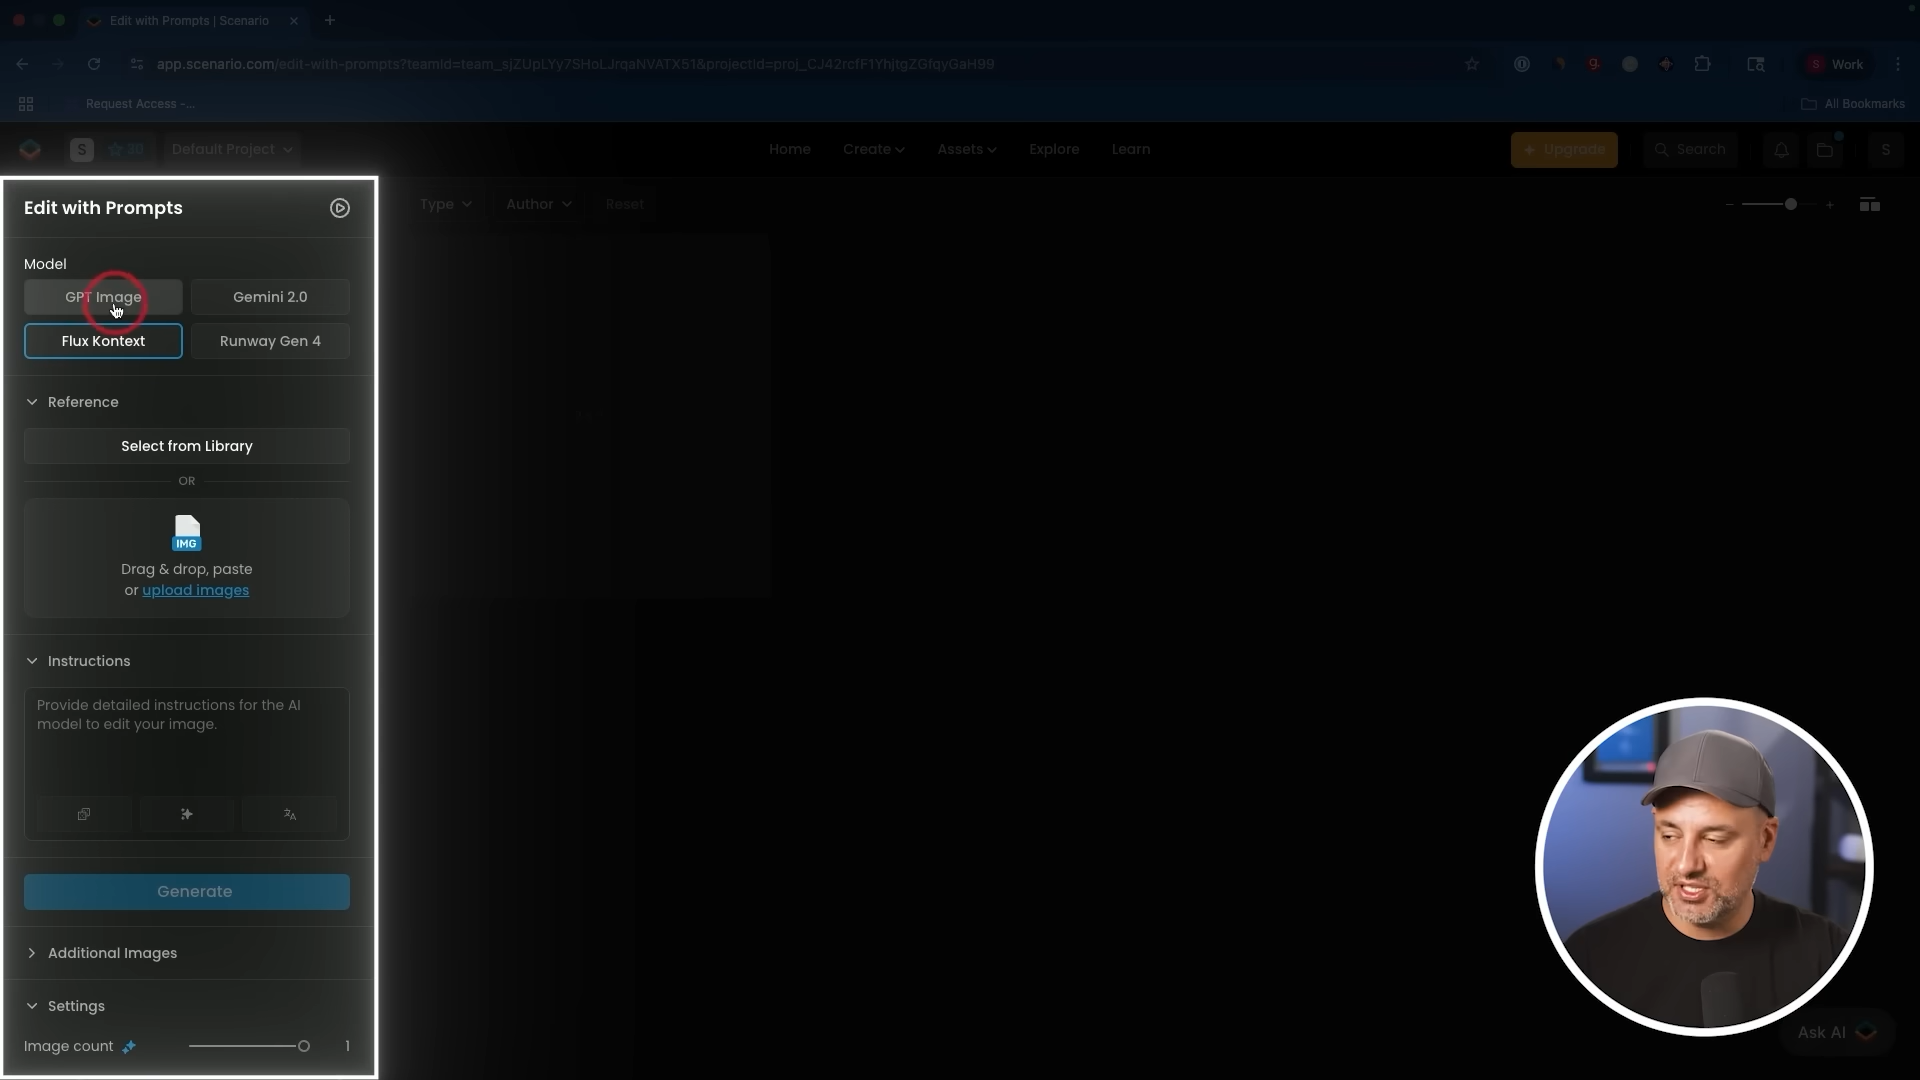 Edit with Prompts | Scenario
app.scenario.com/edit-with-prompts?teamId=team_sjZUpLYy7SHoLJrqaNVATX51&projectId=proj_CJ42rcfF1YhjtgZGfqyGaH99
Work
Request Access -...
All Bookmarks
S
30
Default Project
Home
Create
Assets
Explore
Learn
+ Upgrade
Search
S
Edit with Prompts
Type
Author
Reset
Model
GPT Image
Gemini 2.0
Flux Kontext
Runway Gen 4
Reference
Select from Library
OR
IMG
Drag & drop, paste
or upload images
Instructions
Provide detailed instructions for the AI
model to edit your image.
Generate
Additional Images
Settings
Image count
1
Ask AI